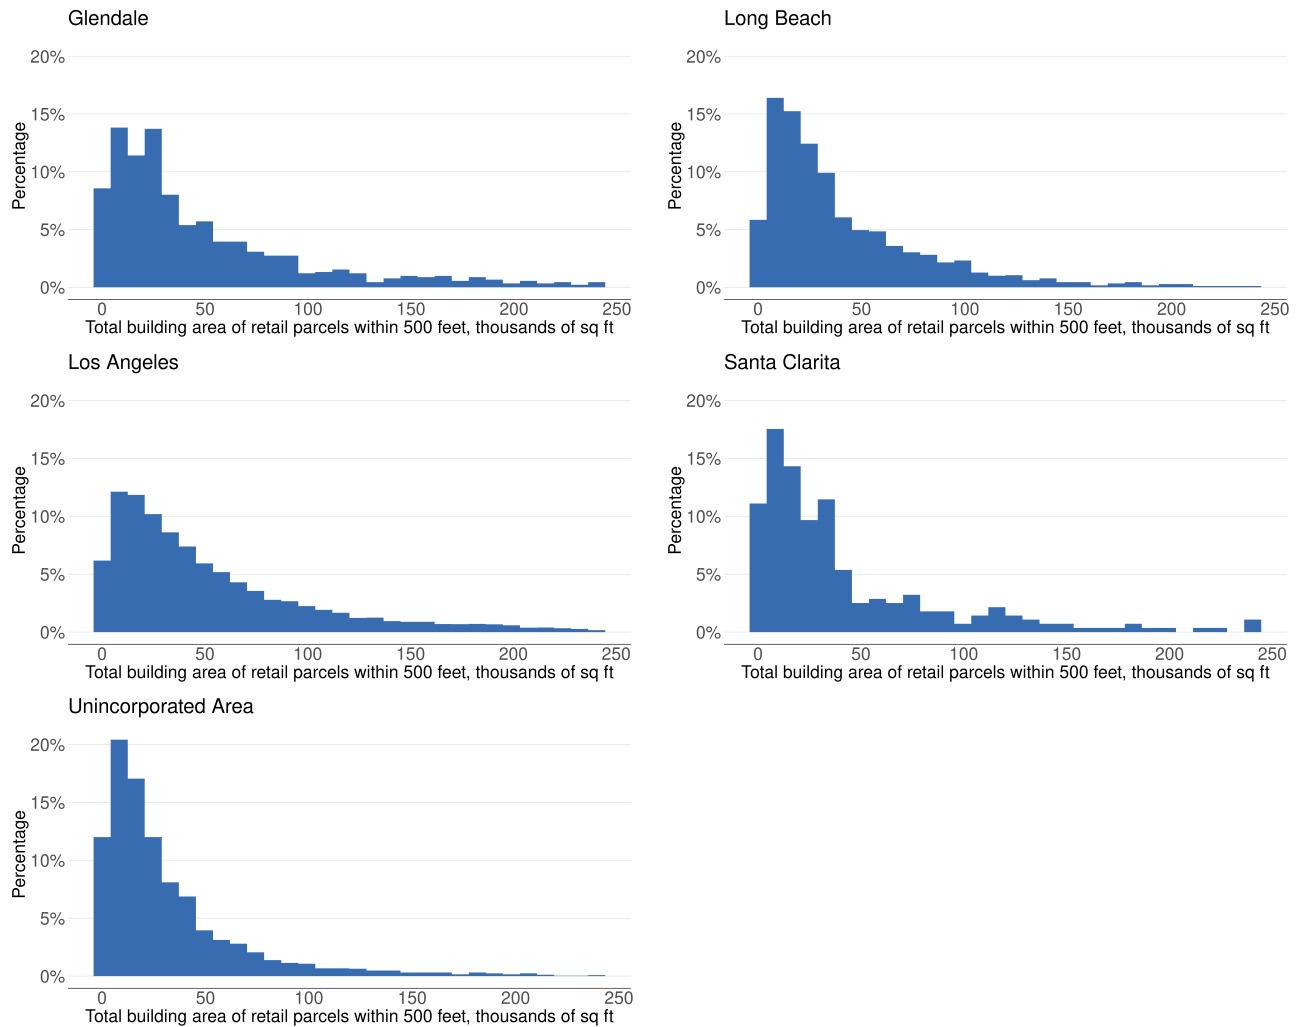 Glendale
20%
15%
10%
5%
0%
Percentage
0 50 100 150 200 250
Total building area of retail parcels within 500 feet, thousands of sq ft
Long Beach
20%
15%
10%
5%
0%
Percentage
0 50 100 150 200 250
Total building area of retail parcels within 500 feet, thousands of sq ft
Los Angeles
20%
15%
10%
5%
0%
Percentage
0 50 100 150 200 250
Total building area of retail parcels within 500 feet, thousands of sq ft
Santa Clarita
20%
15%
10%
5%
0%
Percentage
0 50 100 150 200 250
Total building area of retail parcels within 500 feet, thousands of sq ft
Unincorporated Area
20%
15%
10%
5%
0%
Percentage
0 50 100 150 200 250
Total building area of retail parcels within 500 feet, thousands of sq ft